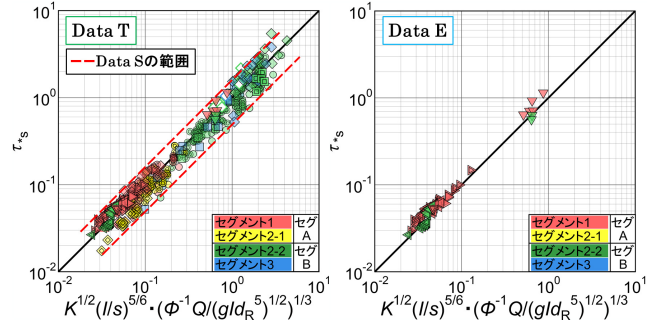 Data T
Data Sの範囲
τ*s
10¹
10⁰
10⁻¹
10⁻²
10⁻² 10⁻¹ 10⁰ 10¹
セグメント1
セグメント2-1
セグ
A
セグメント2-2
セグメント3
セグ
B
K^1/2(I/s)^5/6・(Φ⁻¹Q/(gId_R⁵)^1/2)^1/3
Data E
τ*s
10¹
10⁰
10⁻¹
10⁻²
10⁻² 10⁻¹ 10⁰ 10¹
セグメント1
セグメント2-1
セグ
A
セグメント2-2
セグメント3
セグ
B
K^1/2(I/s)^5/6・(Φ⁻¹Q/(gId_R⁵)^1/2)^1/3